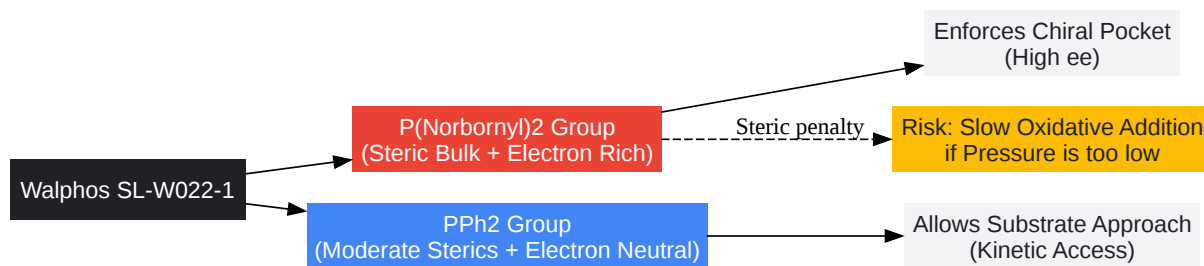 Enforces Chiral Pocket
(High ee)
P(Norbornyl)2 Group
(Steric Bulk + Electron Rich)
Steric penalty
Risk: Slow Oxidative Addition
if Pressure is too low
Walphos SL-W022-1
PPh2 Group
(Moderate Sterics + Electron Neutral)
Allows Substrate Approach
(Kinetic Access)